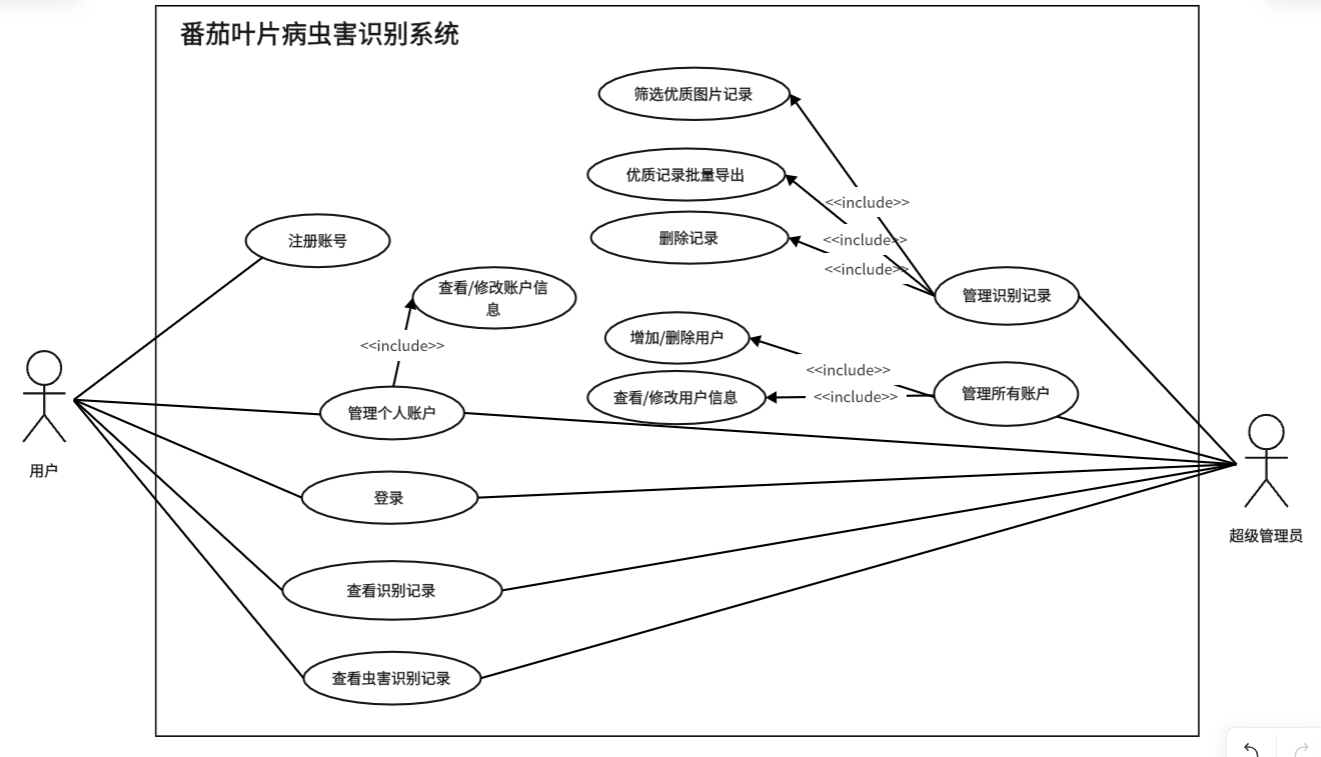 番茄叶片病虫害识别系统
筛选优质图片记录
优质记录批量导出
<<include>>
注册账号
删除记录
<<include>>
<<include>>
查看/修改账户信
息
管理识别记录
增加/删除用户
<<include>>
<<include>>
查看/修改用户信息
<<include>>
管理所有账户
管理个人账户
用户
登录
超级管理员
查看识别记录
查看虫害识别记录